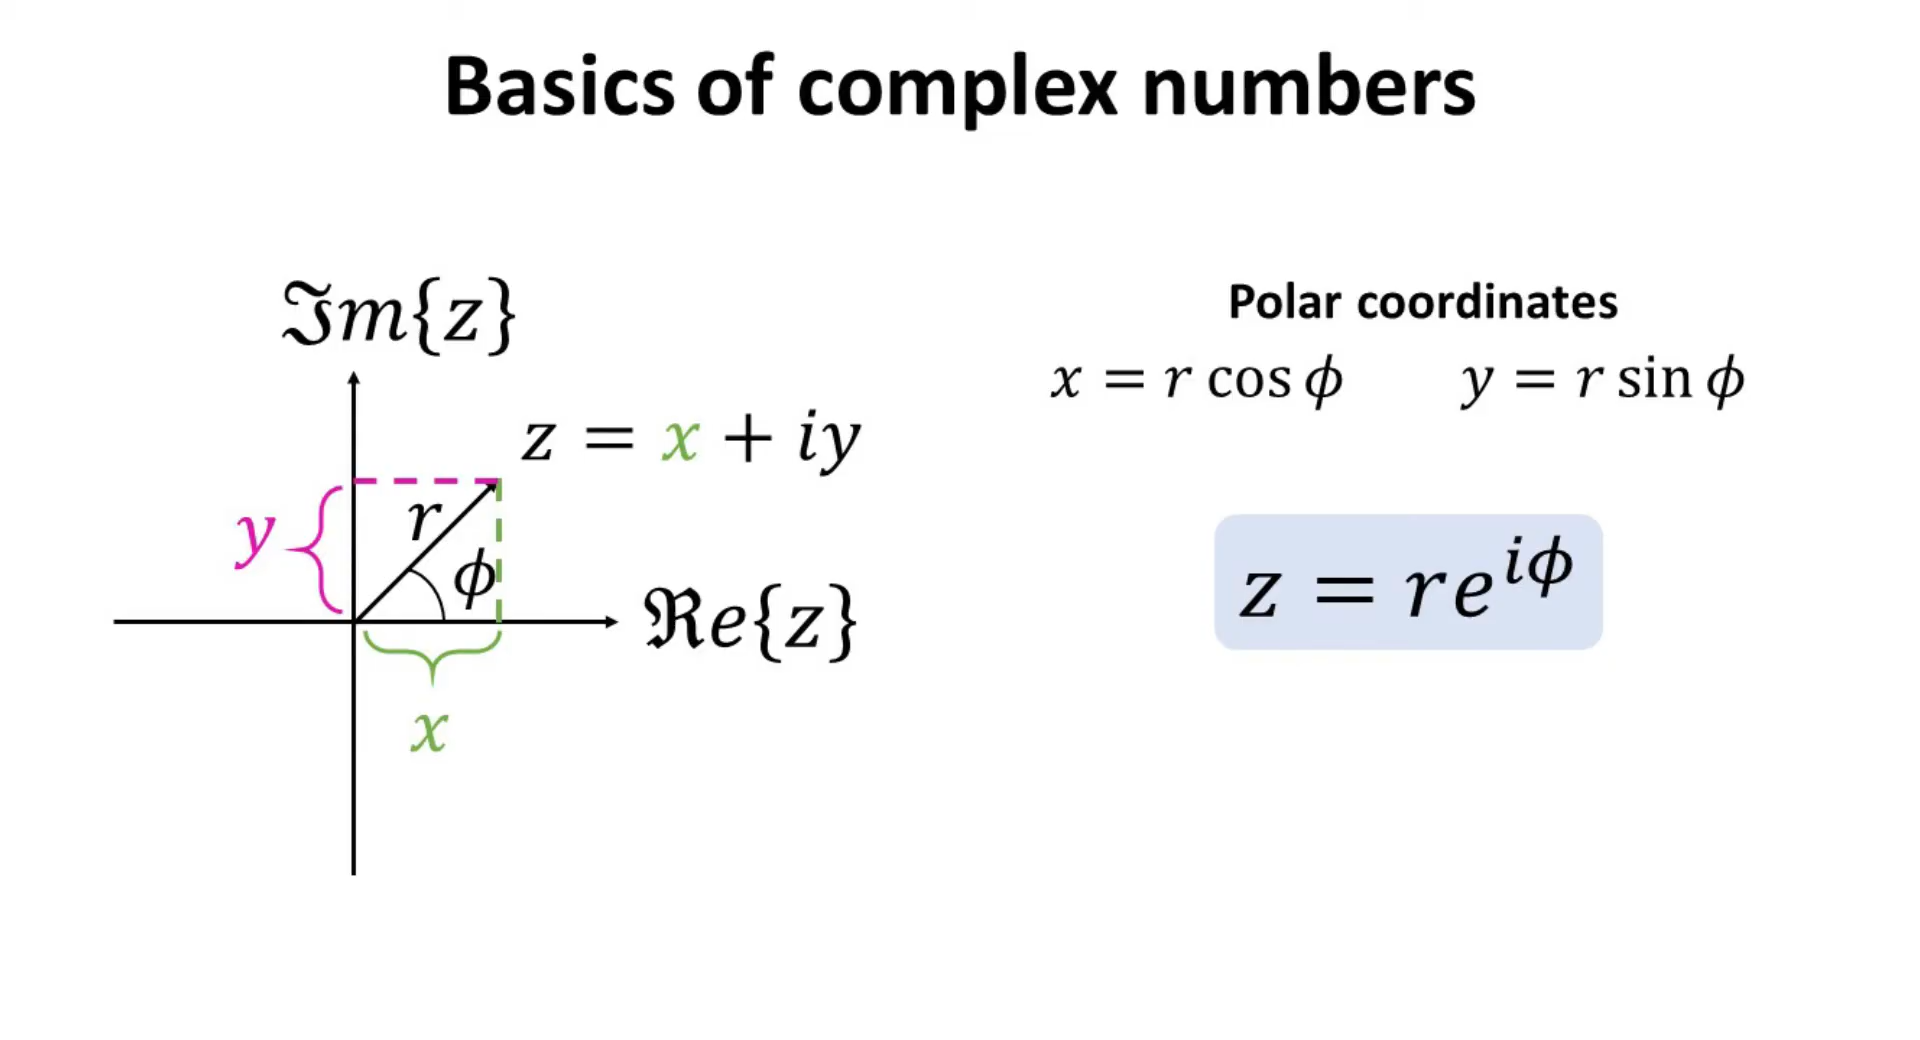 Basics of complex numbers
ℑm{z}
z = x + iy
y
r
ϕ
ℜe{z}
x
Polar coordinates
x = r cos ϕ y = r sin ϕ
z = re^{iϕ}